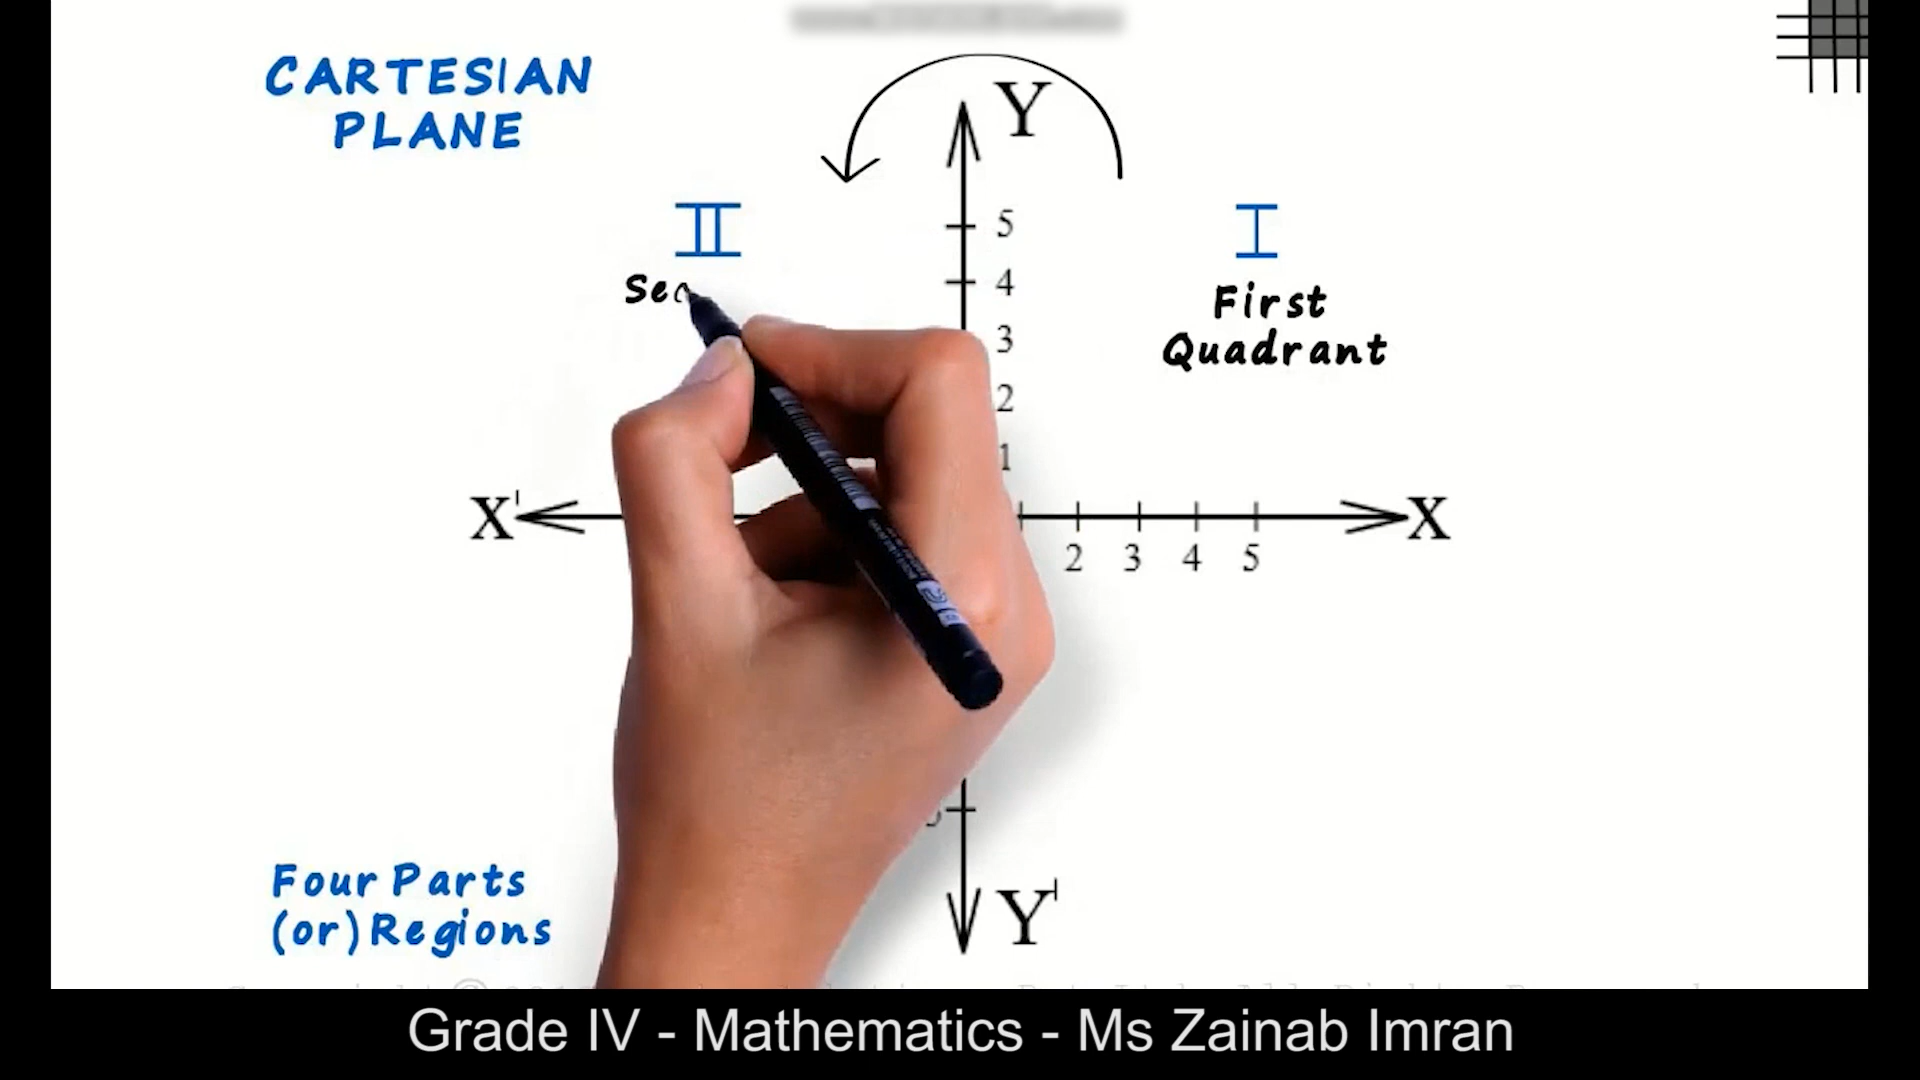 CARTESIAN
PLANE
Y
II
I
Sec
First
Quadrant
5
4
3
2
1
X'
X
2 3 4 5
Y'
Four Parts
(or) Regions
Grade IV - Mathematics - Ms Zainab Imran